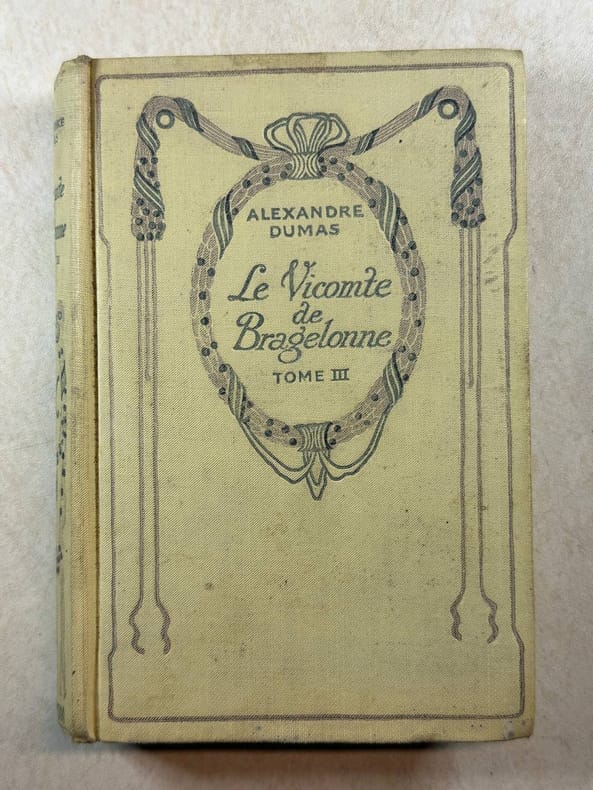 ALEXANDRE
DUMAS
Le Vicomte
de
Bragelonne
TOME III